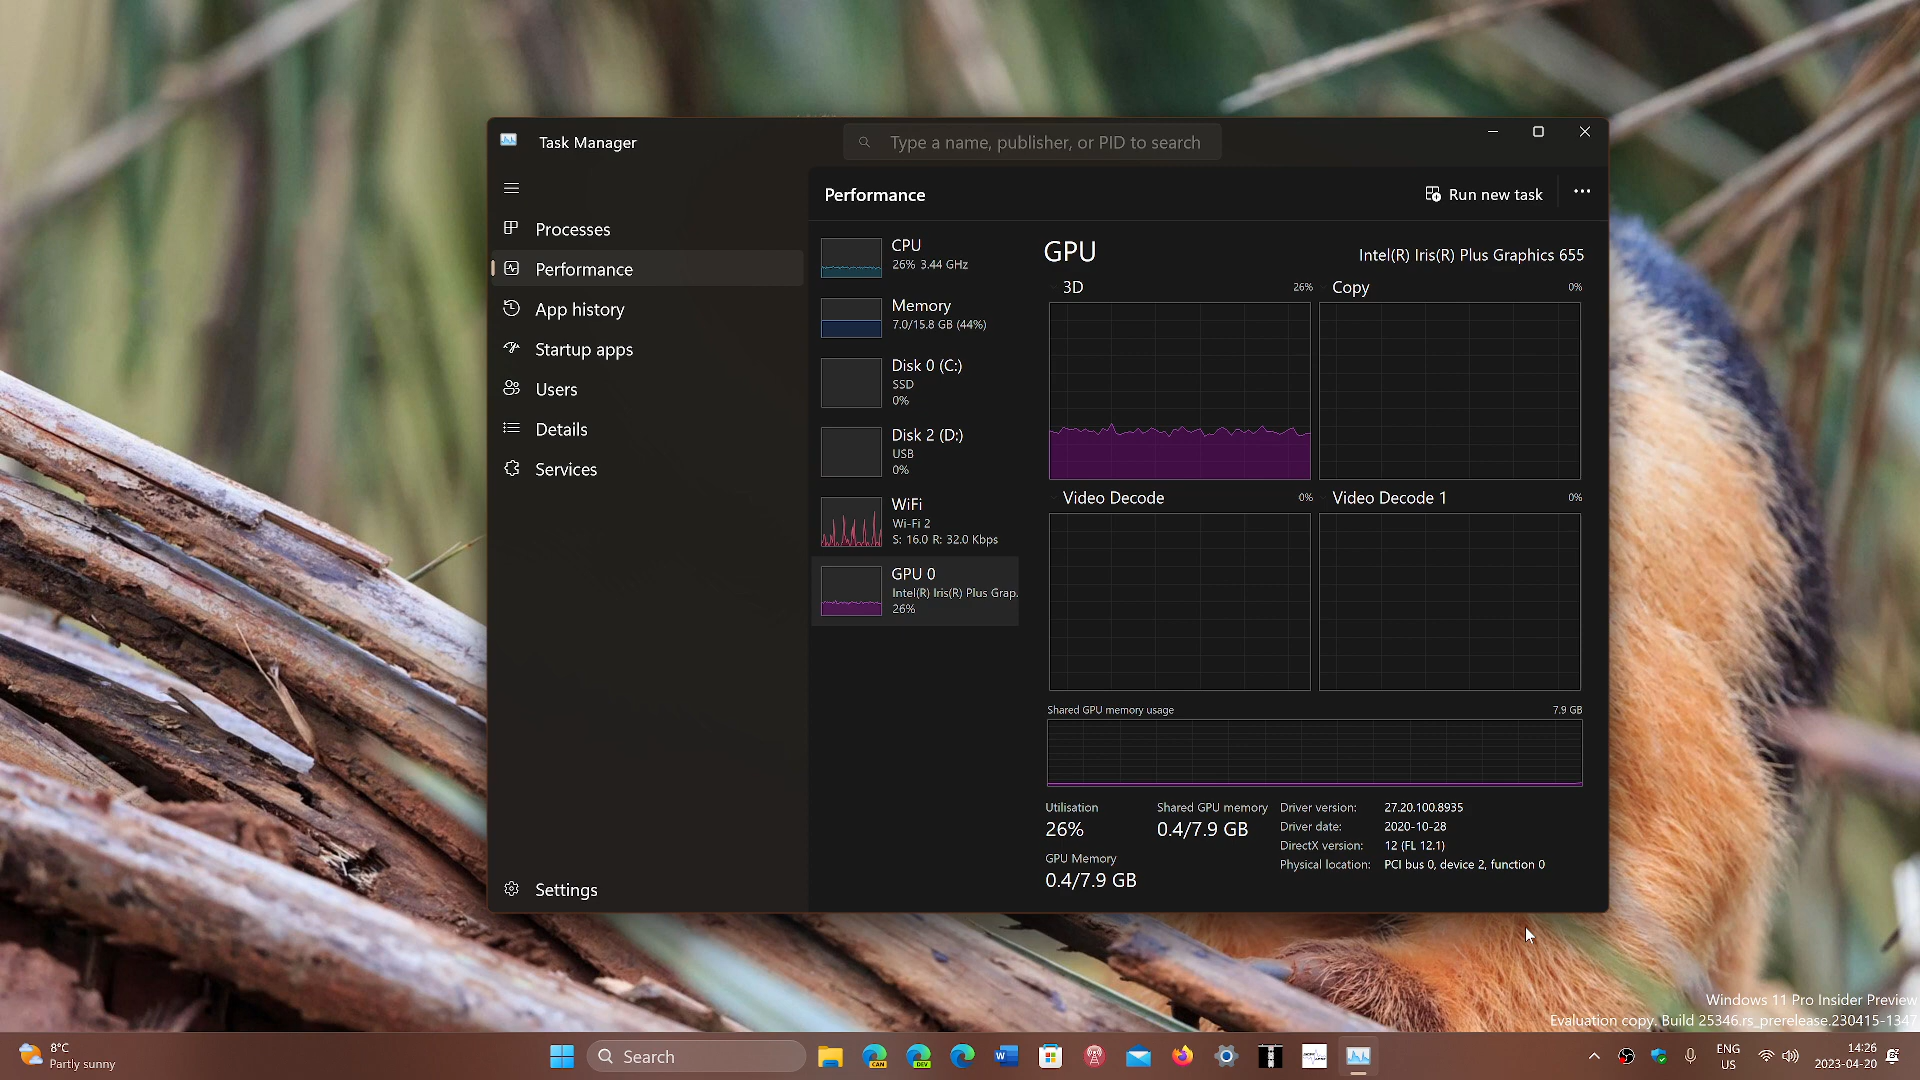 Task Manager
Type a name, publisher, or PID to search
Processes
Performance
App history
Startup apps
Users
Details
Services
Settings
Performance
Run new task
CPU
26% 3.44 GHz
Memory
7.0/15.8 GB (44%)
Disk 0 (C:)
SSD
0%
Disk 2 (D:)
USB
0%
WiFi
Wi-Fi 2
S: 16.0 R: 32.0 Kbps
GPU 0
Intel(R) Iris(R) Plus Grap.
26%
GPU
Intel(R) Iris(R) Plus Graphics 655
3D 26%
Copy 0%
Video Decode 0%
Video Decode 1 0%
Shared GPU memory usage 7.9 GB
Utilisation
26%
Shared GPU memory
0.4/7.9 GB
GPU Memory
0.4/7.9 GB
Driver version: 27.20.100.8935
Driver date: 2020-10-28
DirectX version: 12 (FL 12.1)
Physical location: PCI bus 0, device 2, function 0
Windows 11 Pro Insider Preview
Evaluation copy. Build 25346.rs_prerelease.230415-1347
8°C
Partly sunny
Search
CAN
DEV
W
ENG
US
14:26
2023-04-20